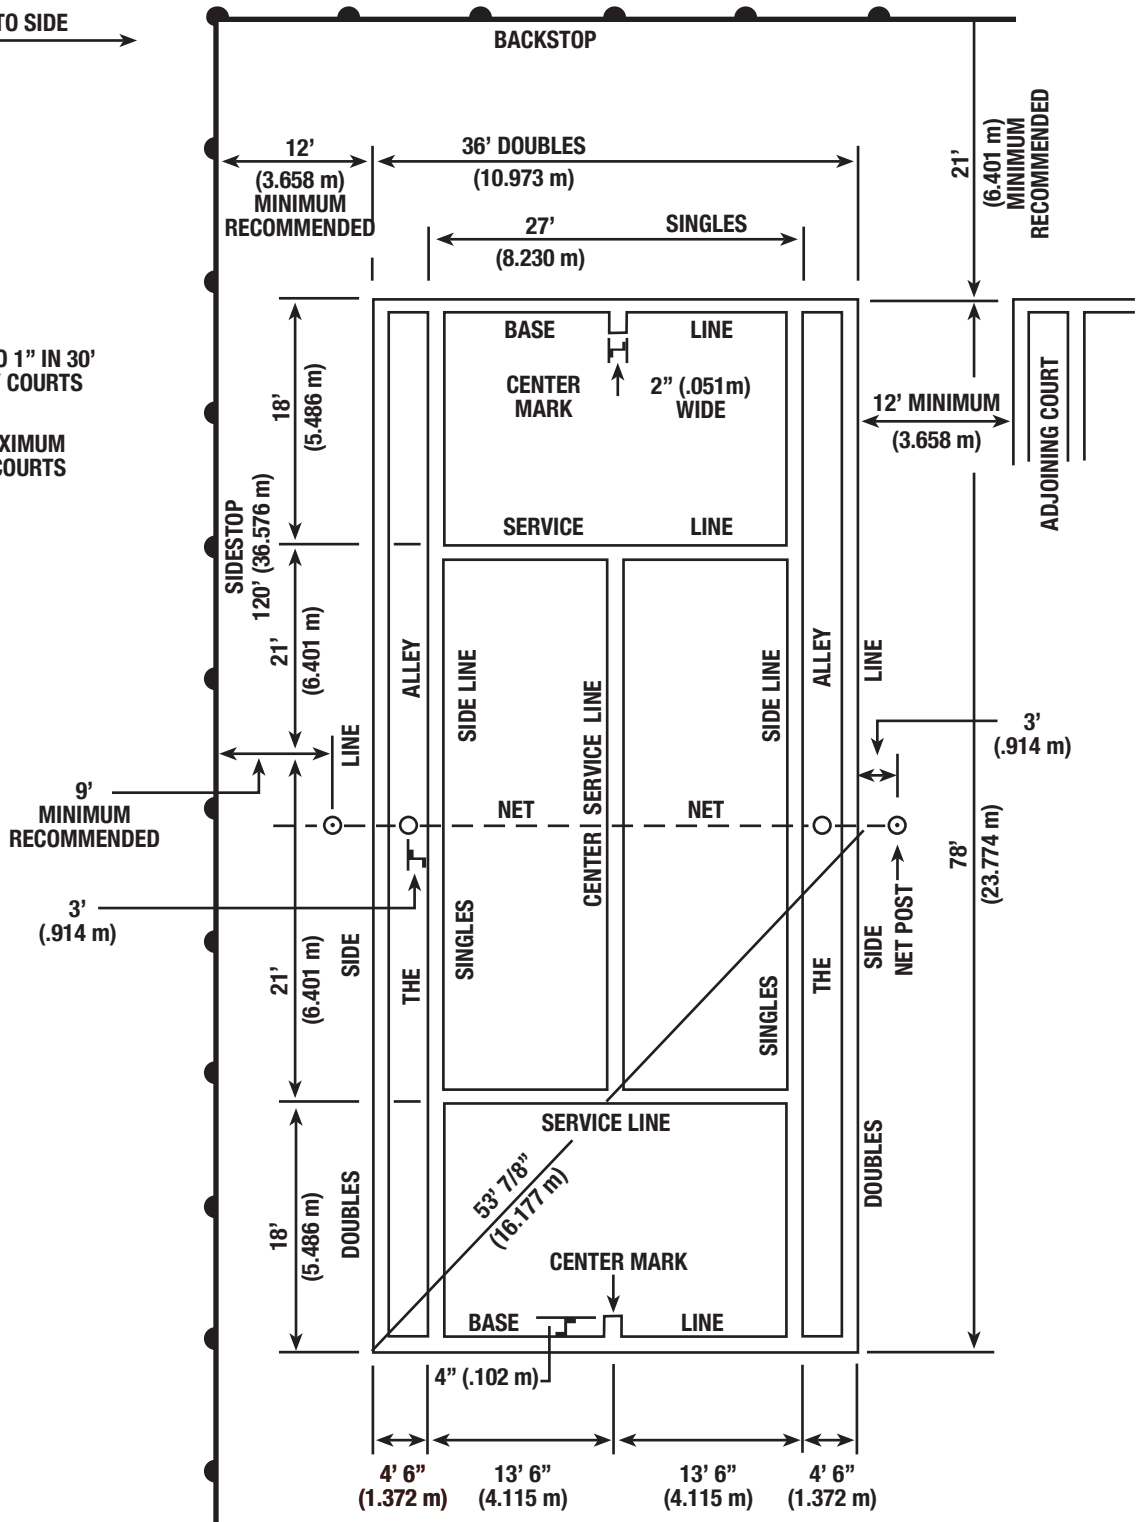 TO SIDE
BACKSTOP
12'
(3.658 m)
MINIMUM
RECOMMENDED
36' DOUBLES
(10.973 m)
21'
(6.401 m)
MINIMUM
RECOMMENDED
27'
SINGLES
(8.230 m)
BASE
LINE
CENTER
MARK
2” (.051m)
WIDE
1” IN 30'
COURTS
COURTS
18'
(5.486 m)
12' MINIMUM
(3.658 m)
ADJOINING COURT
SERVICE
LINE
SIDESTOP
120' (36.576 m)
21'
(6.401 m)
ALLEY
SIDE LINE
CENTER SERVICE LINE
SIDE LINE
ALLEY
LINE
LINE
3'
(.914 m)
9'
MINIMUM
RECOMMENDED
NET
NET
78'
(23.774 m)
3'
(.914 m)
21'
(6.401 m)
SIDE
THE
SINGLES
SINGLES
THE
SIDE
NET POST
SERVICE LINE
53' 7/8”
(16.177 m)
18'
(5.486 m)
DOUBLES
DOUBLES
CENTER MARK
BASE
LINE
4” (.102 m)
4' 6”
(1.372 m)
13' 6”
(4.115 m)
13' 6”
(4.115 m)
4' 6”
(1.372 m)